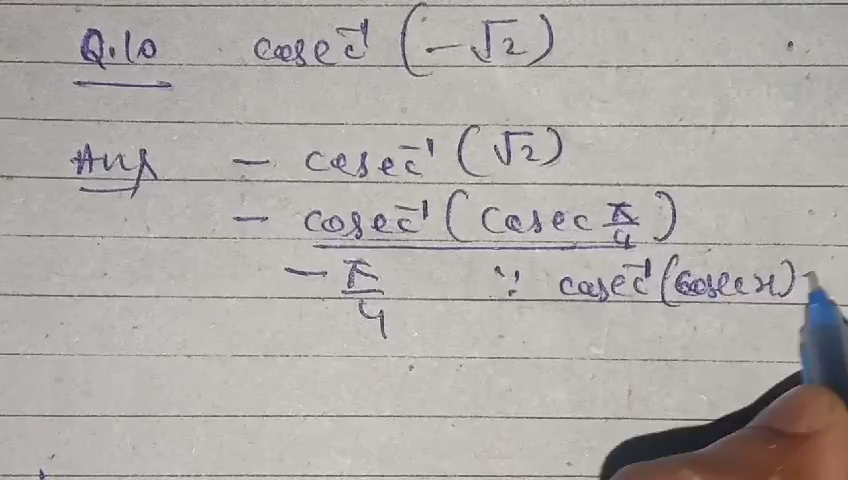 Q.10 cosec⁻¹ (-√2)
Ans - cosec⁻¹ (√2)
- cosec⁻¹ (cosec π/4)
- π/4 ∵ cosec⁻¹ (cosec x)